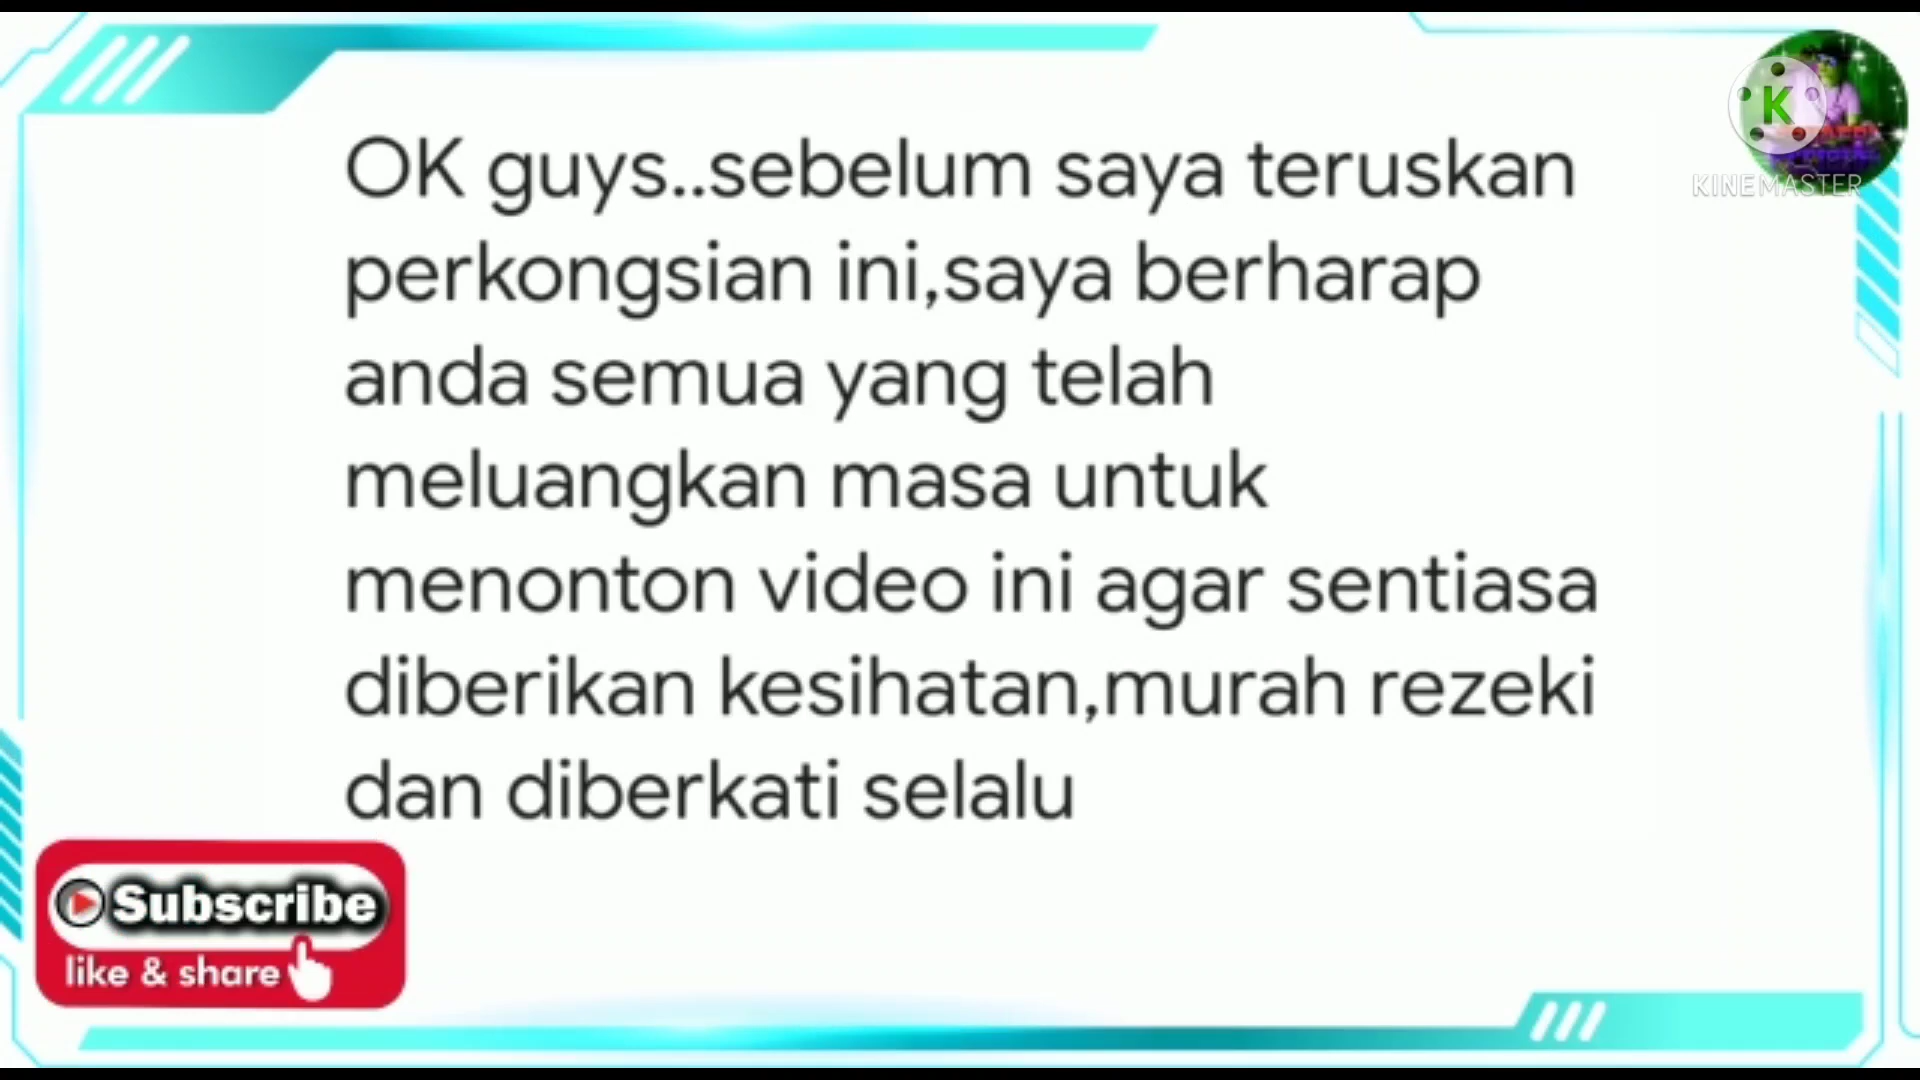 OK guys..sebelum saya teruskan
perkongsian ini,saya berharap
anda semua yang telah
meluangkan masa untuk
menonton video ini agar sentiasa
diberikan kesihatan,murah rezeki
dan diberkati selalu
K
KINEMASTER
Subscribe
like & share